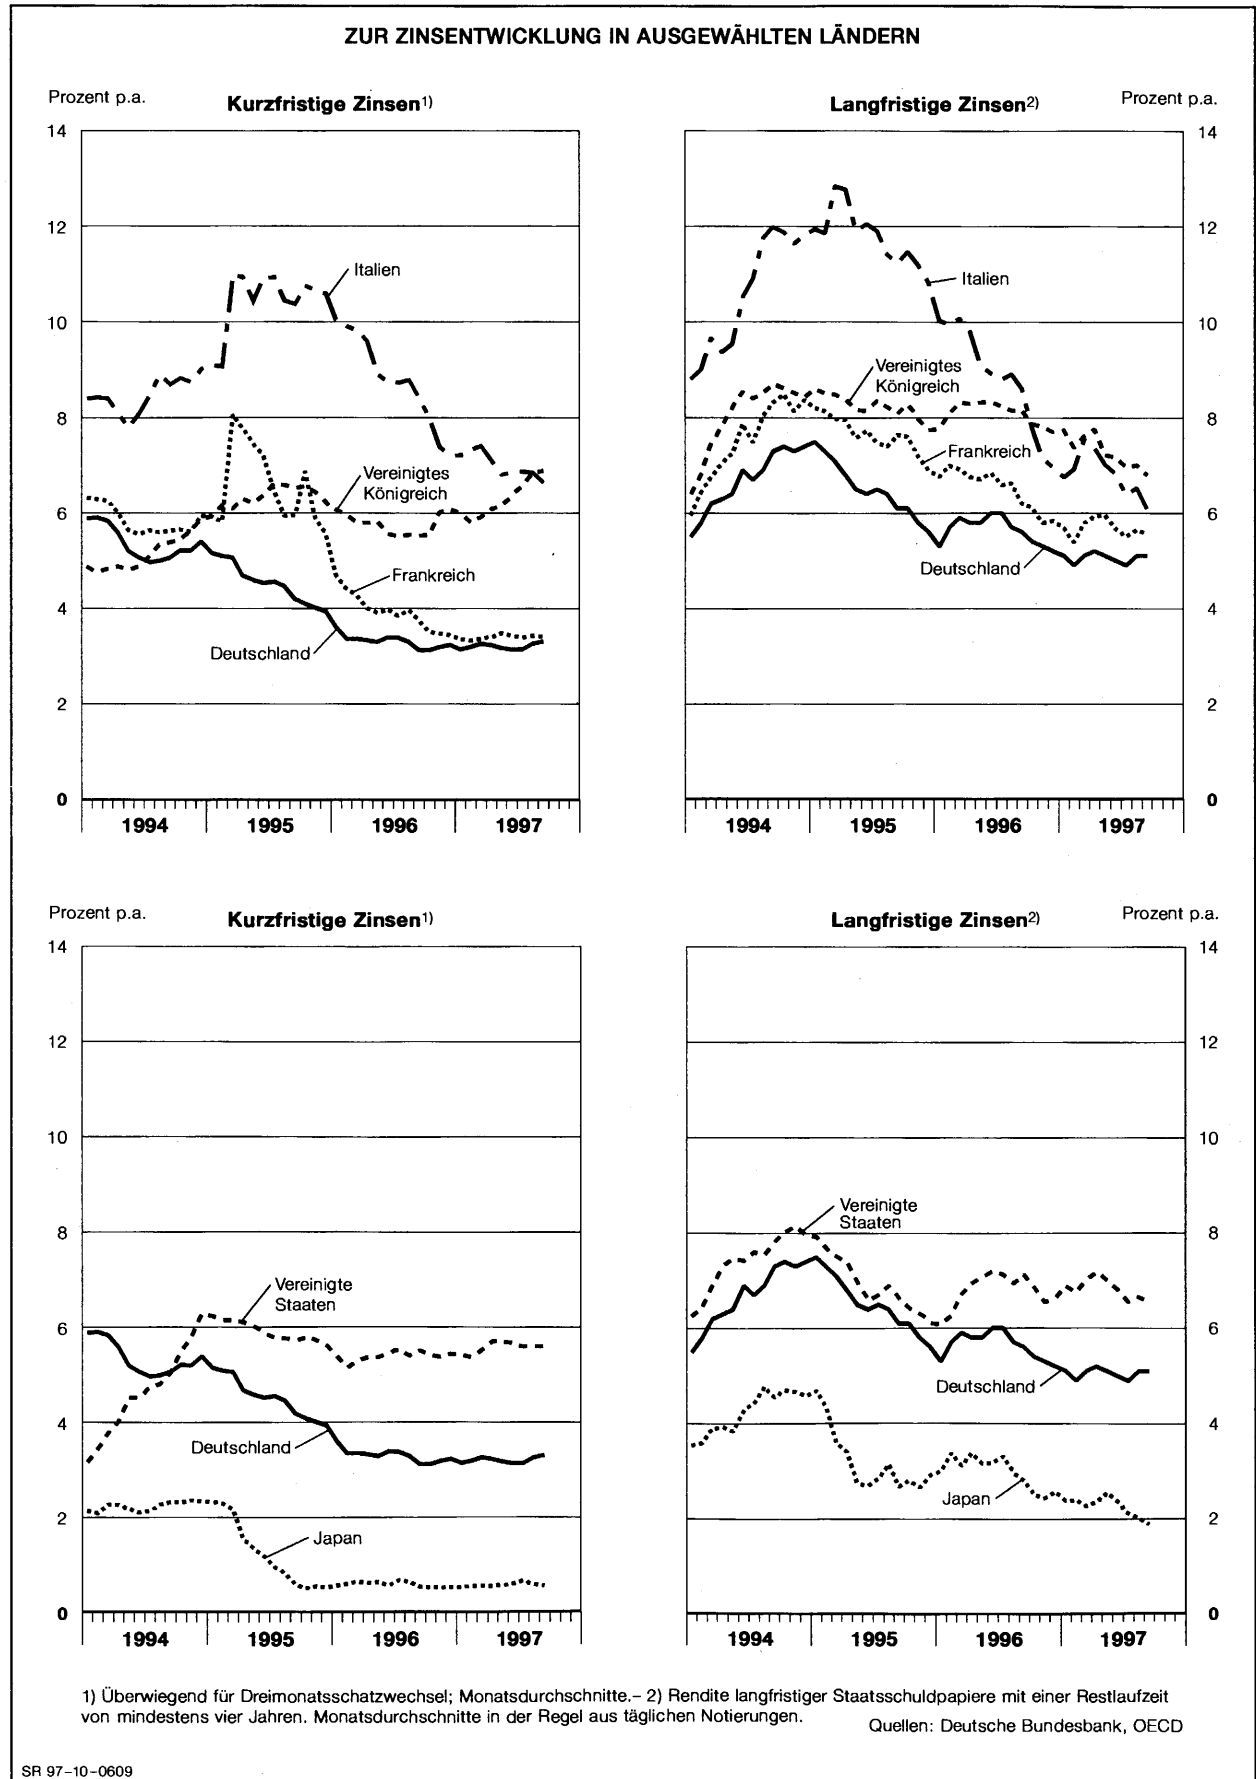 ZUR ZINSENTWICKLUNG IN AUSGEWÄHLTEN LÄNDERN
Prozent p.a.
Kurzfristige Zinsen1)
14
12
10
8
6
4
2
0
Italien
Vereinigtes
Königreich
Frankreich
Deutschland
1994
1995
1996
1997
Langfristige Zinsen2)
Prozent p.a.
14
12
10
8
6
4
2
0
Italien
Vereinigtes
Königreich
Frankreich
Deutschland
1994
1995
1996
1997
Prozent p.a.
Kurzfristige Zinsen1)
14
12
10
8
6
4
2
0
Vereinigte
Staaten
Deutschland
Japan
1994
1995
1996
1997
Langfristige Zinsen2)
Prozent p.a.
14
12
10
8
6
4
2
0
Vereinigte
Staaten
Deutschland
Japan
1994
1995
1996
1997
1) Überwiegend für Dreimonatsschatzwechsel; Monatsdurchschnitte.– 2) Rendite langfristiger Staatsschuldpapiere mit einer Restlaufzeit
von mindestens vier Jahren. Monatsdurchschnitte in der Regel aus täglichen Notierungen.
Quellen: Deutsche Bundesbank, OECD
SR 97-10-0609